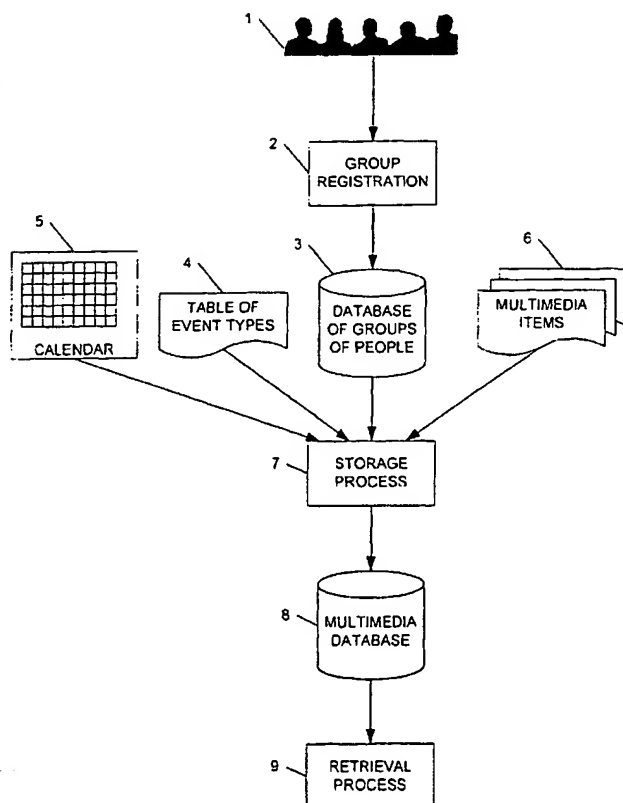 1
2
GROUP
REGISTRATION
5
4
3
6
CALENDAR
TABLE OF
EVENT TYPES
DATABASE
OF GROUPS
OF PEOPLE
MULTIMEDIA
ITEMS
7
STORAGE
PROCESS
8
MULTIMEDIA
DATABASE
9
RETRIEVAL
PROCESS